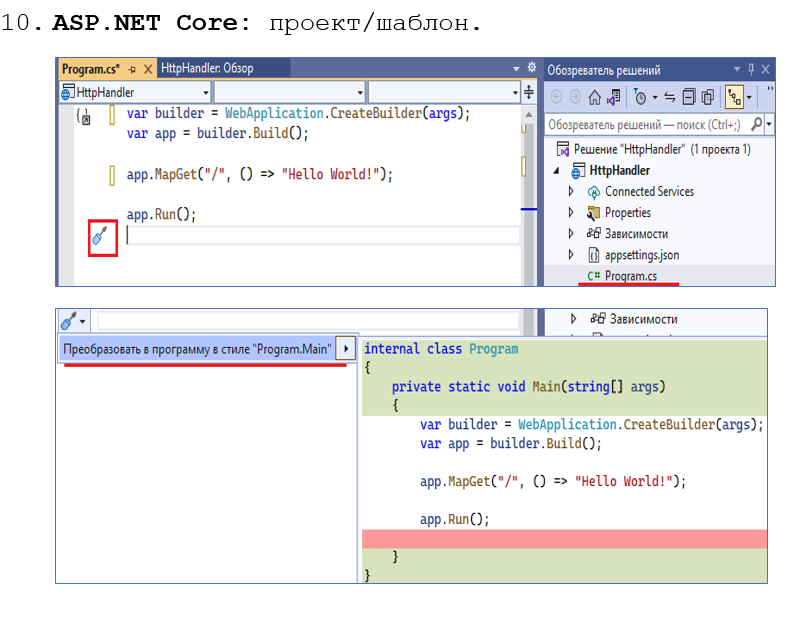 10. ASP.NET Core: проект/шаблон.
Program.cs* HttpHandler: Обзор
HttpHandler
var builder = WebApplication.CreateBuilder(args);
var app = builder.Build();
app.MapGet("/", () => "Hello World!");
app.Run();
Обозреватель решений
Обозреватель решений — поиск (Ctrl+;)
Решение "HttpHandler" (1 проекта 1)
HttpHandler
Connected Services
Properties
Зависимости
appsettings.json
C# Program.cs
Зависимости
Преобразовать в программу в стиле "Program.Main"
internal class Program
{
private static void Main(string[] args)
{
var builder = WebApplication.CreateBuilder(args);
var app = builder.Build();
app.MapGet("/", () => "Hello World!");
app.Run();
}
}